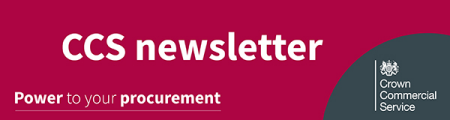 CCS newsletter
Power to your procurement
Crown
Commercial
Service